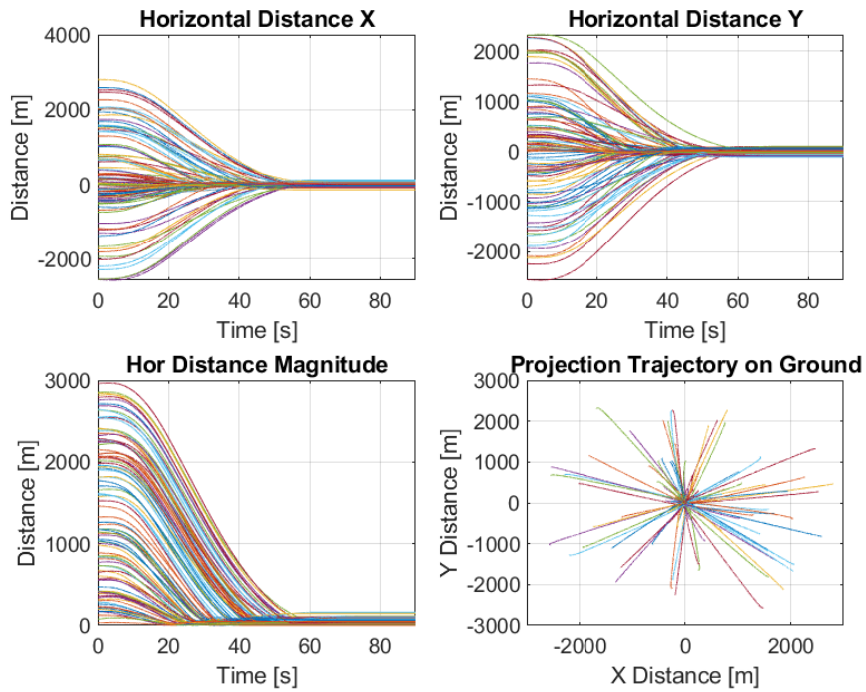 Horizontal Distance X
4000
2000
0
-2000
Distance [m]
0 20 40 60 80
Time [s]
Horizontal Distance Y
2000
1000
0
-1000
-2000
Distance [m]
0 20 40 60 80
Time [s]
Hor Distance Magnitude
3000
2000
1000
0
Distance [m]
0 20 40 60 80
Time [s]
Projection Trajectory on Ground
3000
2000
1000
0
-1000
-2000
-3000
Y Distance [m]
-2000 0 2000
X Distance [m]